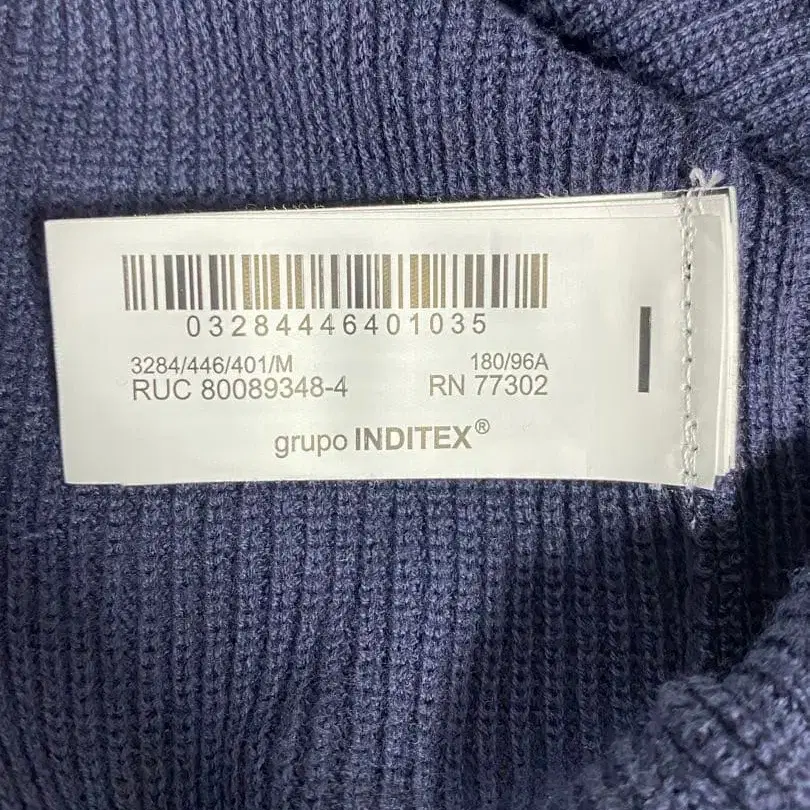 03284446401035
3284/446/401/M 180/96A
RUC 80089348-4 RN 77302
grupo INDITEX®